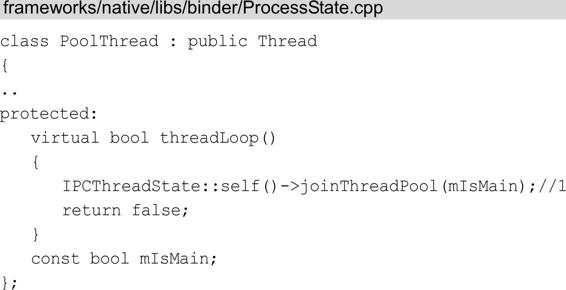 frameworks/native/libs/binder/ProcessState.cpp
class PoolThread : public Thread
{
..
protected:
    virtual bool threadLoop()
    {
        IPCThreadState::self()->joinThreadPool(mIsMain);//1
        return false;
    }
    const bool mIsMain;
};